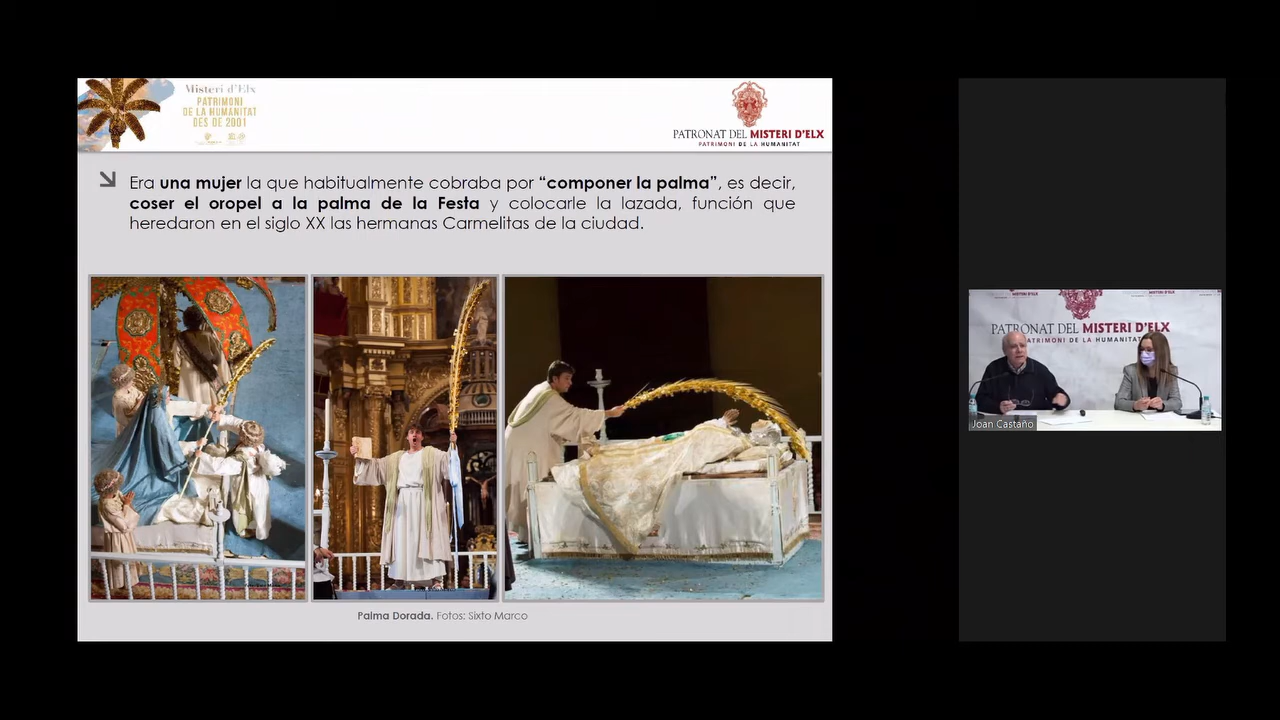 Misteri d'Elx
PATRIMONI
DE LA HUMANITAT
DES DE 2001
PATRONAT DEL MISTERI D'ELX
PATRIMONI DE LA HUMANITAT
Era una mujer la que habitualmente cobraba por “componer la palma”, es decir,
coser el oropel a la palma de la Festa y colocarle la lazada, función que
heredaron en el siglo XX las hermanas Carmelitas de la ciudad.
Palma Dorada. Fotos: Sixto Marco
PATRONAT DEL MISTERI D'ELX
PATRIMONI DE LA HUMANITAT
Joan Castaño